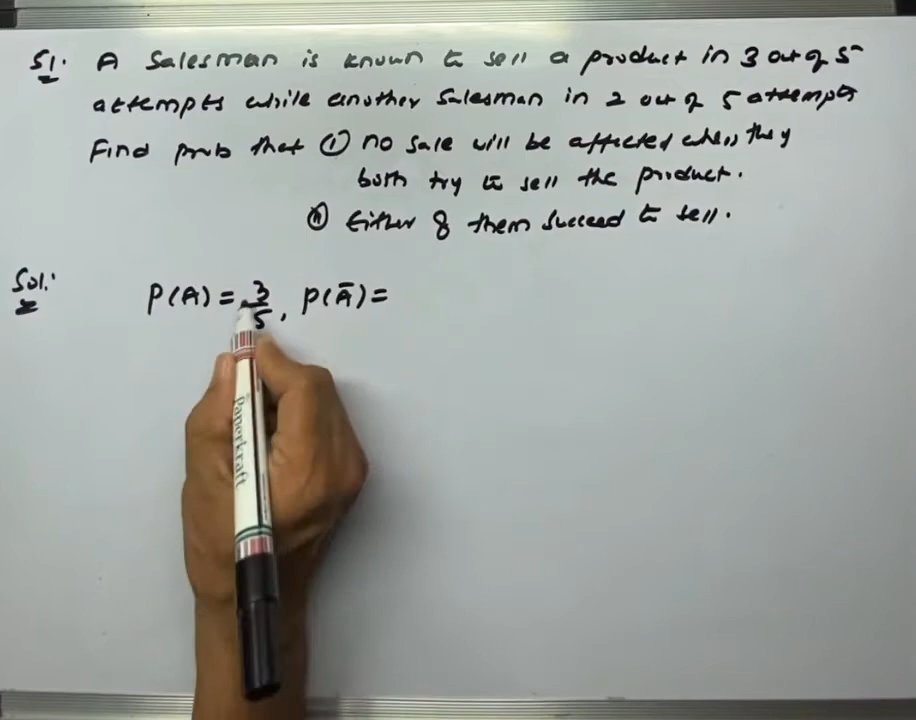 51. A Salesman is known to sell a product in 3 out of 5
attempts while another Salesman in 2 out of 5 attempts
Find prob that (i) no sale will be affected when they
both try to sell the product.
(ii) Either of them succeed to sell.
Sol:
P(A) = 3/5, P(Ā) =
Paperkraft